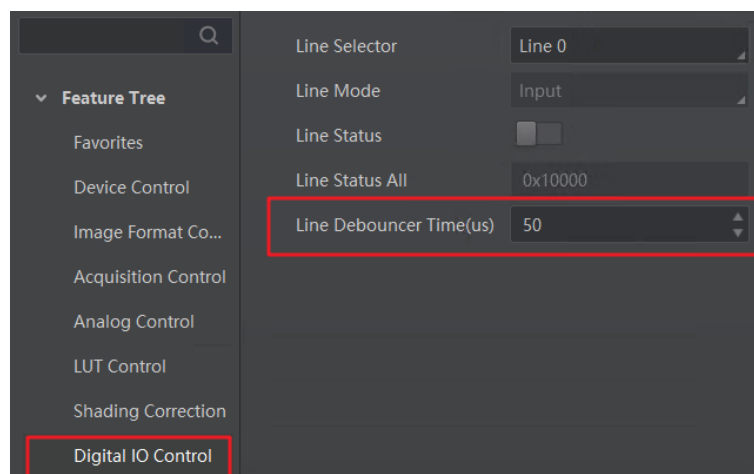 Line Selector Line 0
Feature Tree
Line Mode Input
Favorites
Line Status
Device Control
Line Status All 0x10000
Image Format Co...
Line Debouncer Time(us) 50
Acquisition Control
Analog Control
LUT Control
Shading Correction
Digital IO Control